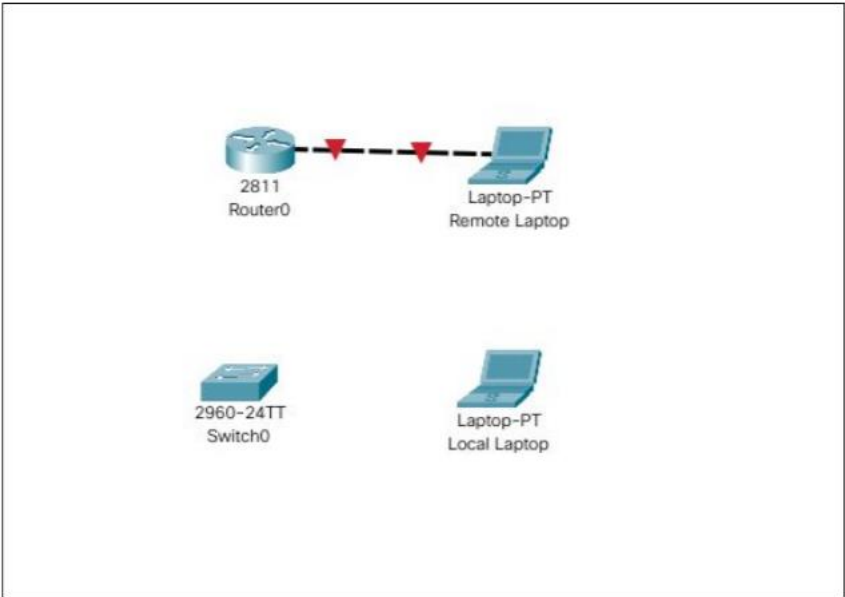 2811
Router0
Laptop-PT
Remote Laptop
2960-24TT
Switch0
Laptop-PT
Local Laptop